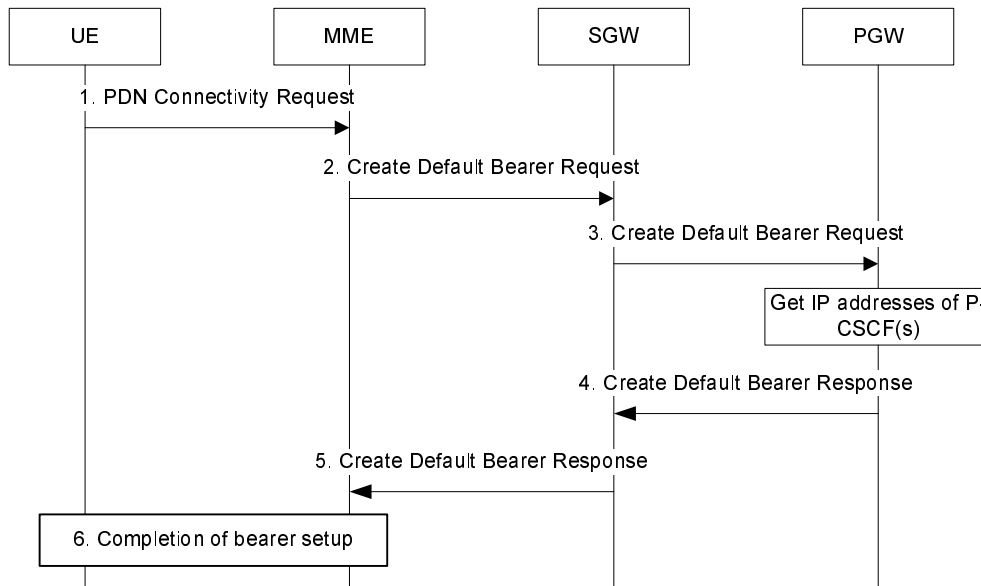 UE
MME
SGW
PGW
1. PDN Connectivity Request
2. Create Default Bearer Request
3. Create Default Bearer Request
Get IP addresses of P-
CSCF(s)
4. Create Default Bearer Response
5. Create Default Bearer Response
6. Completion of bearer setup